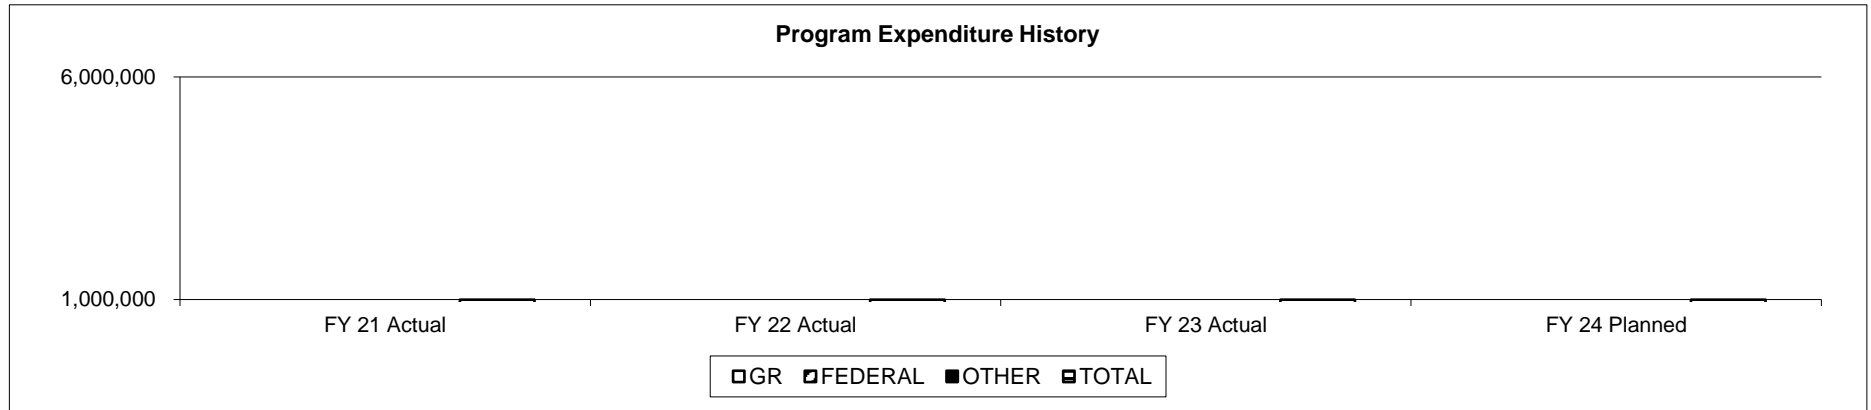 Program Expenditure History
6,000,000
1,000,000
FY 21 Actual FY 22 Actual FY 23 Actual FY 24 Planned
GR FEDERAL OTHER TOTAL